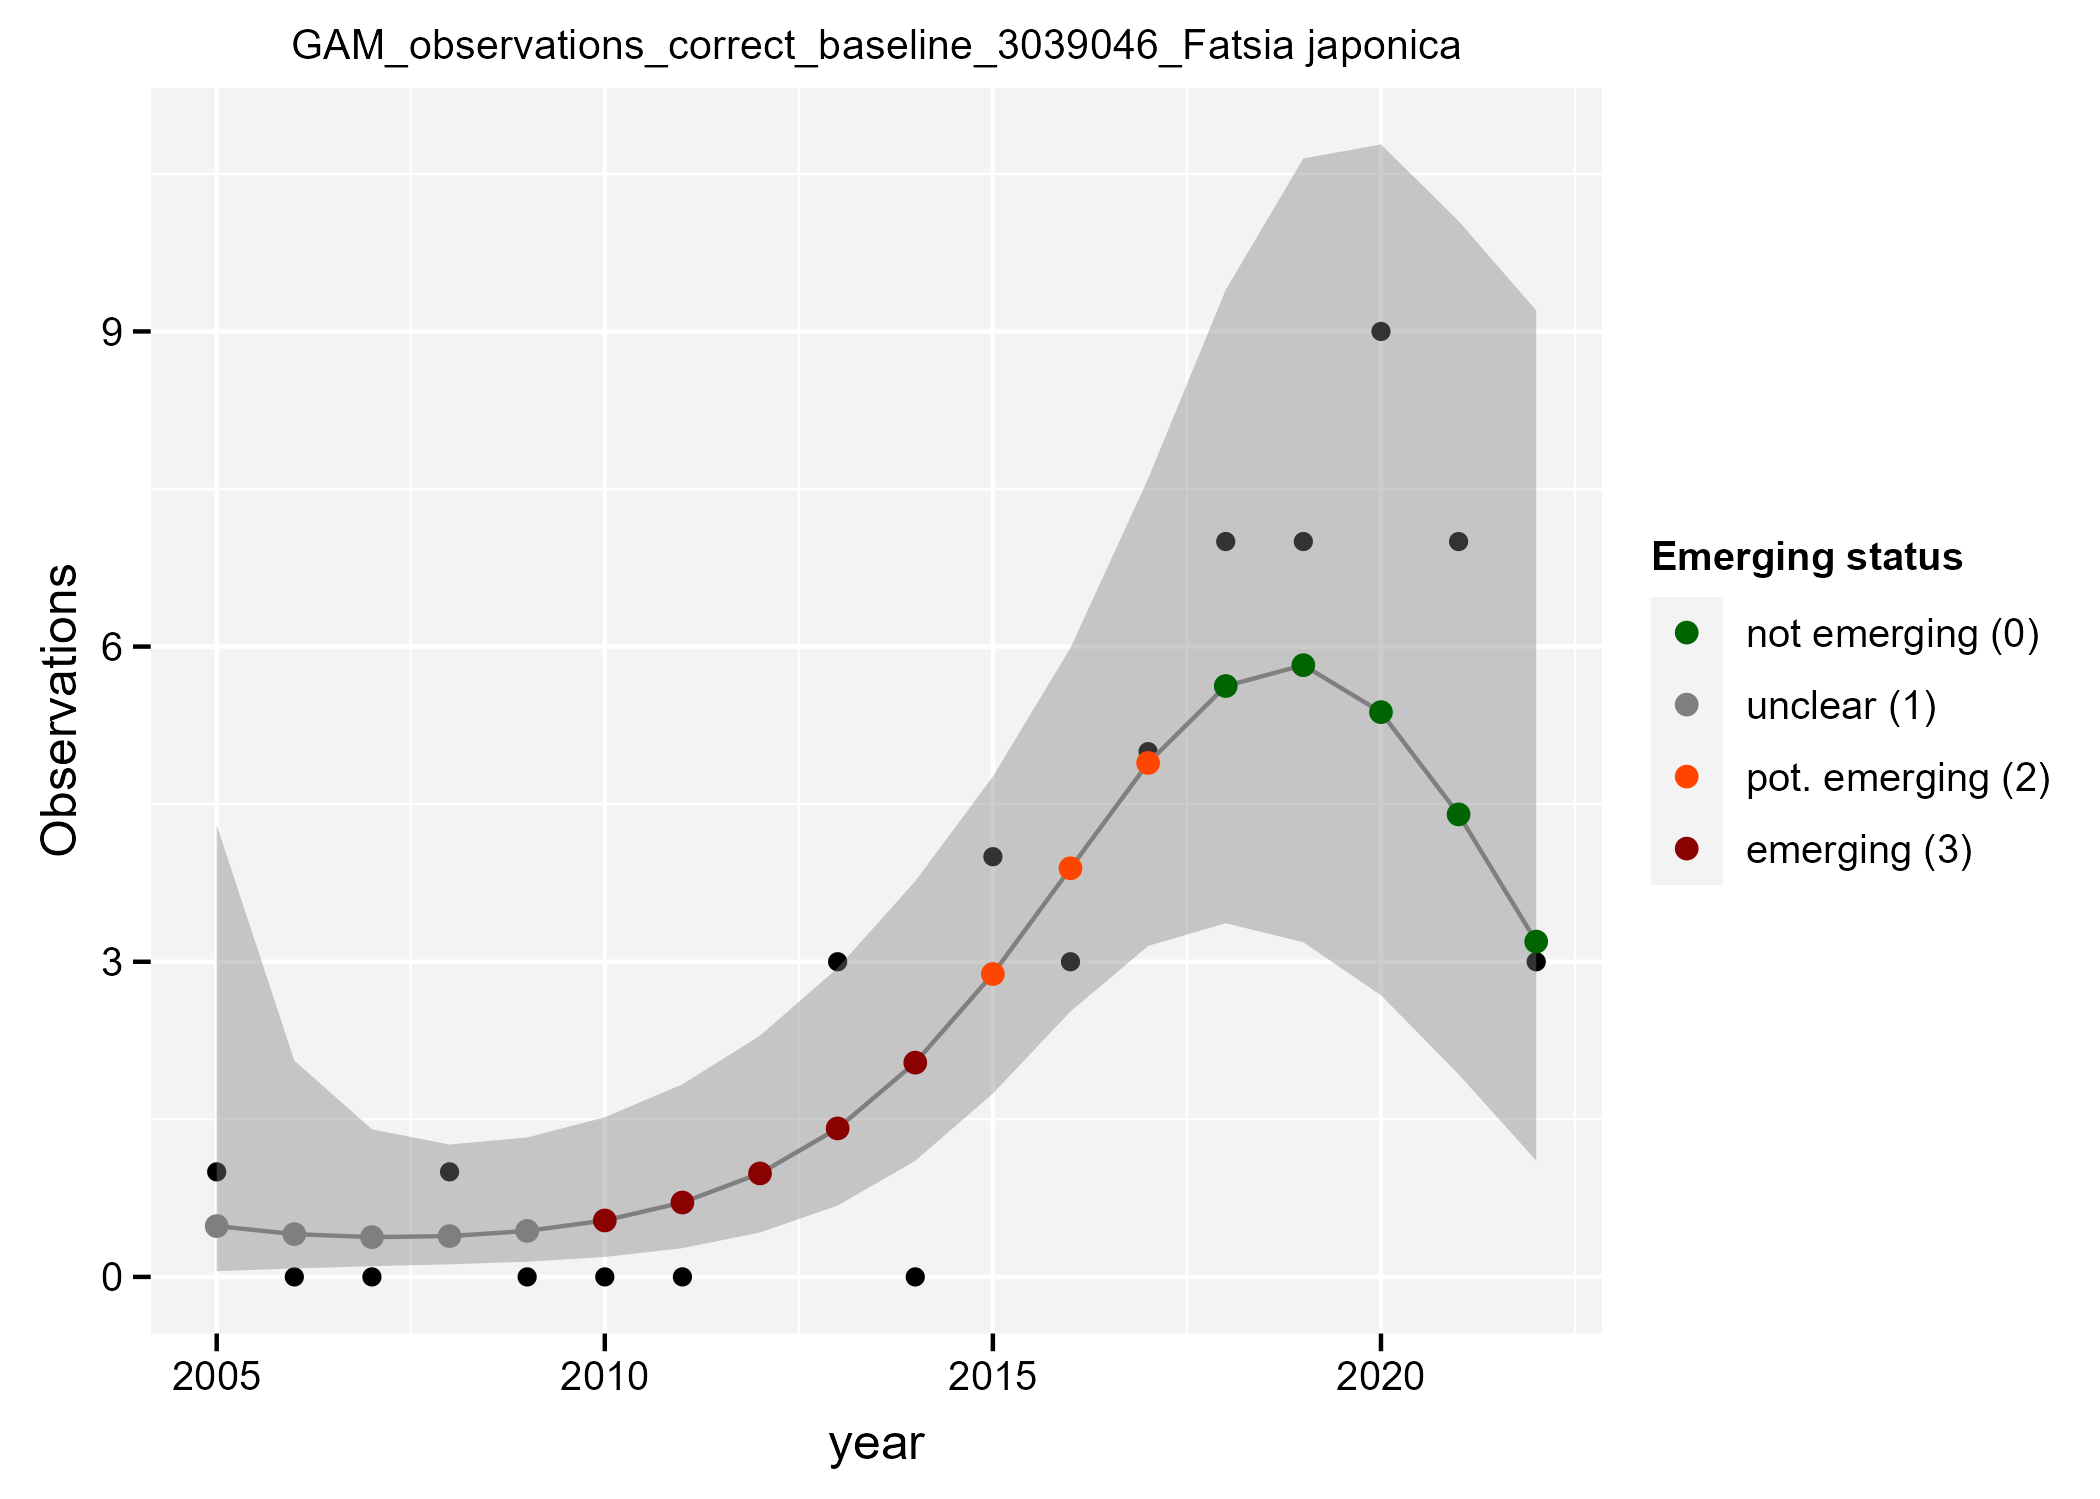 GAM_observations_correct_baseline_3039046_Fatsia japonica
Observations
9
6
3
0
2005
2010
2015
2020
year
Emerging status
not emerging (0)
unclear (1)
pot. emerging (2)
emerging (3)